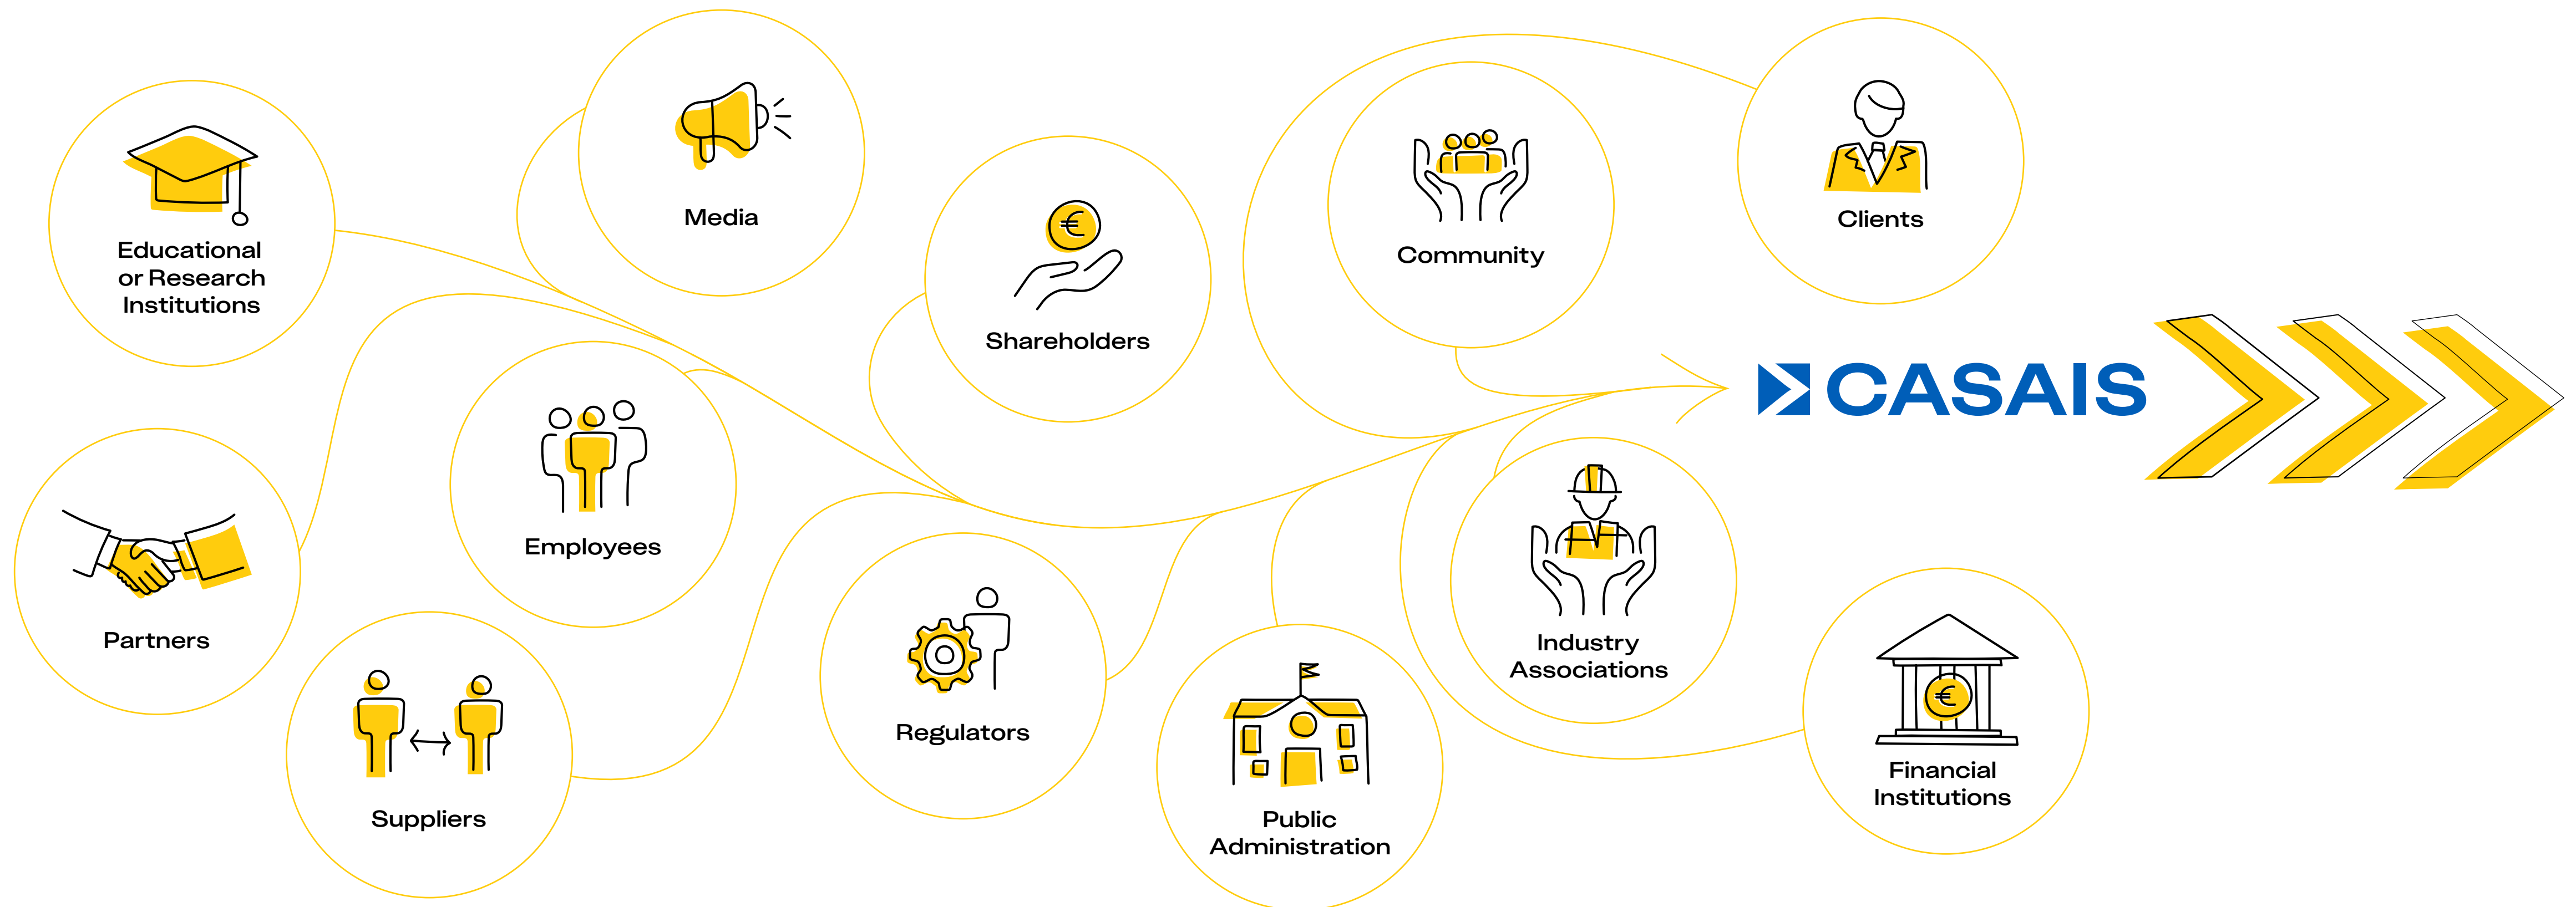 Educational
or Research
Institutions
Media
Shareholders
€
Community
Clients
Partners
Employees
CASAIS
Suppliers
Regulators
Public
Administration
Industry
Associations
€
Financial
Institutions